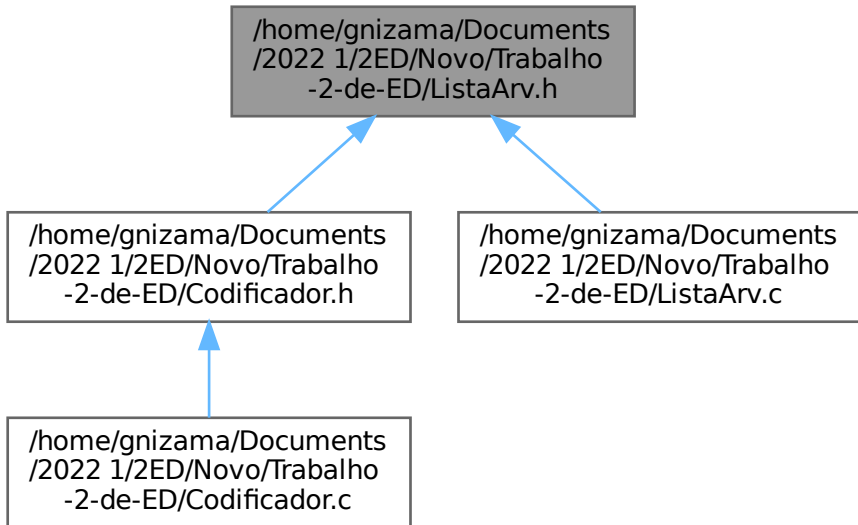 /home/gnizama/Documents
/2022 1/2ED/Novo/Trabalho
-2-de-ED/ListaArv.h
/home/gnizama/Documents
/2022 1/2ED/Novo/Trabalho
-2-de-ED/Codificador.h
/home/gnizama/Documents
/2022 1/2ED/Novo/Trabalho
-2-de-ED/ListaArv.c
/home/gnizama/Documents
/2022 1/2ED/Novo/Trabalho
-2-de-ED/Codificador.c